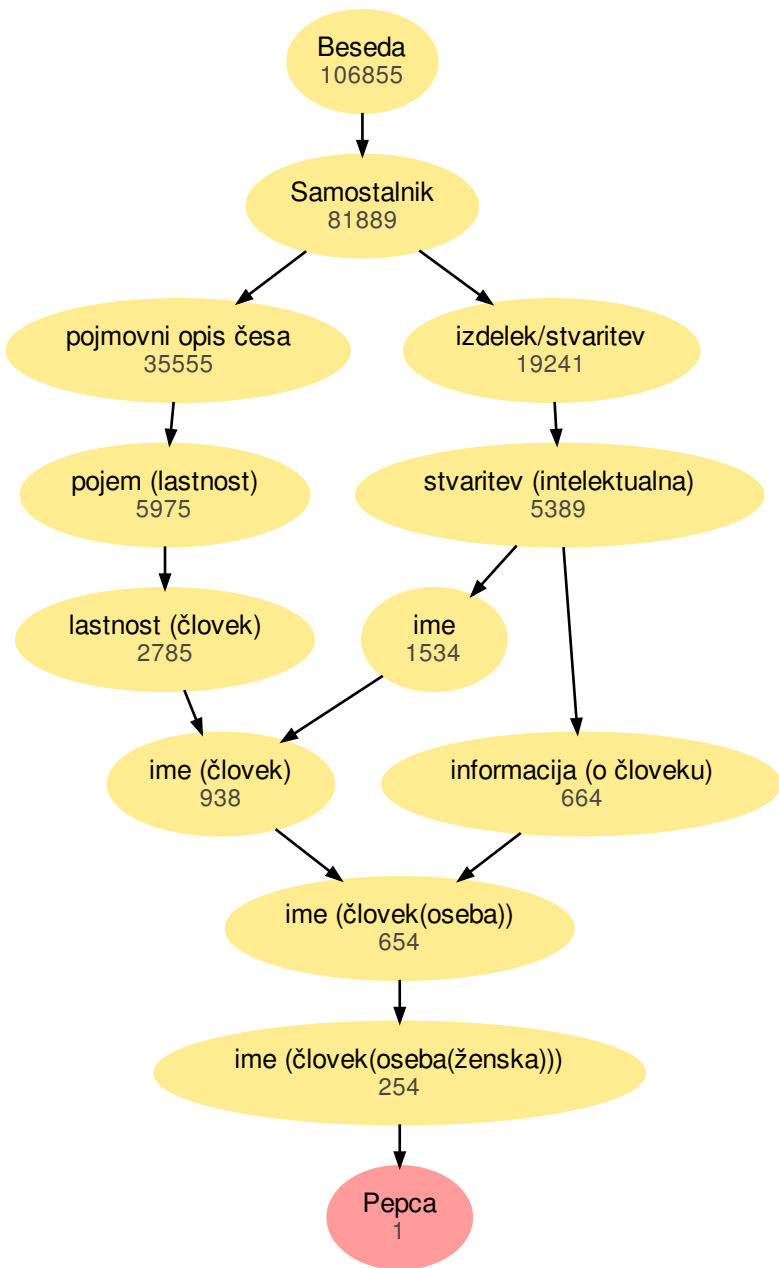 Beseda
106855
Samostalnik
81889
pojmovni opis česa
35555
izdelek/stvaritev
19241
pojem (lastnost)
5975
stvaritev (intelektualna)
5389
lastnost (človek)
2785
ime
1534
ime (človek)
938
informacija (o človeku)
664
ime (človek(oseba))
654
ime (človek(oseba(ženska)))
254
Pepca
1